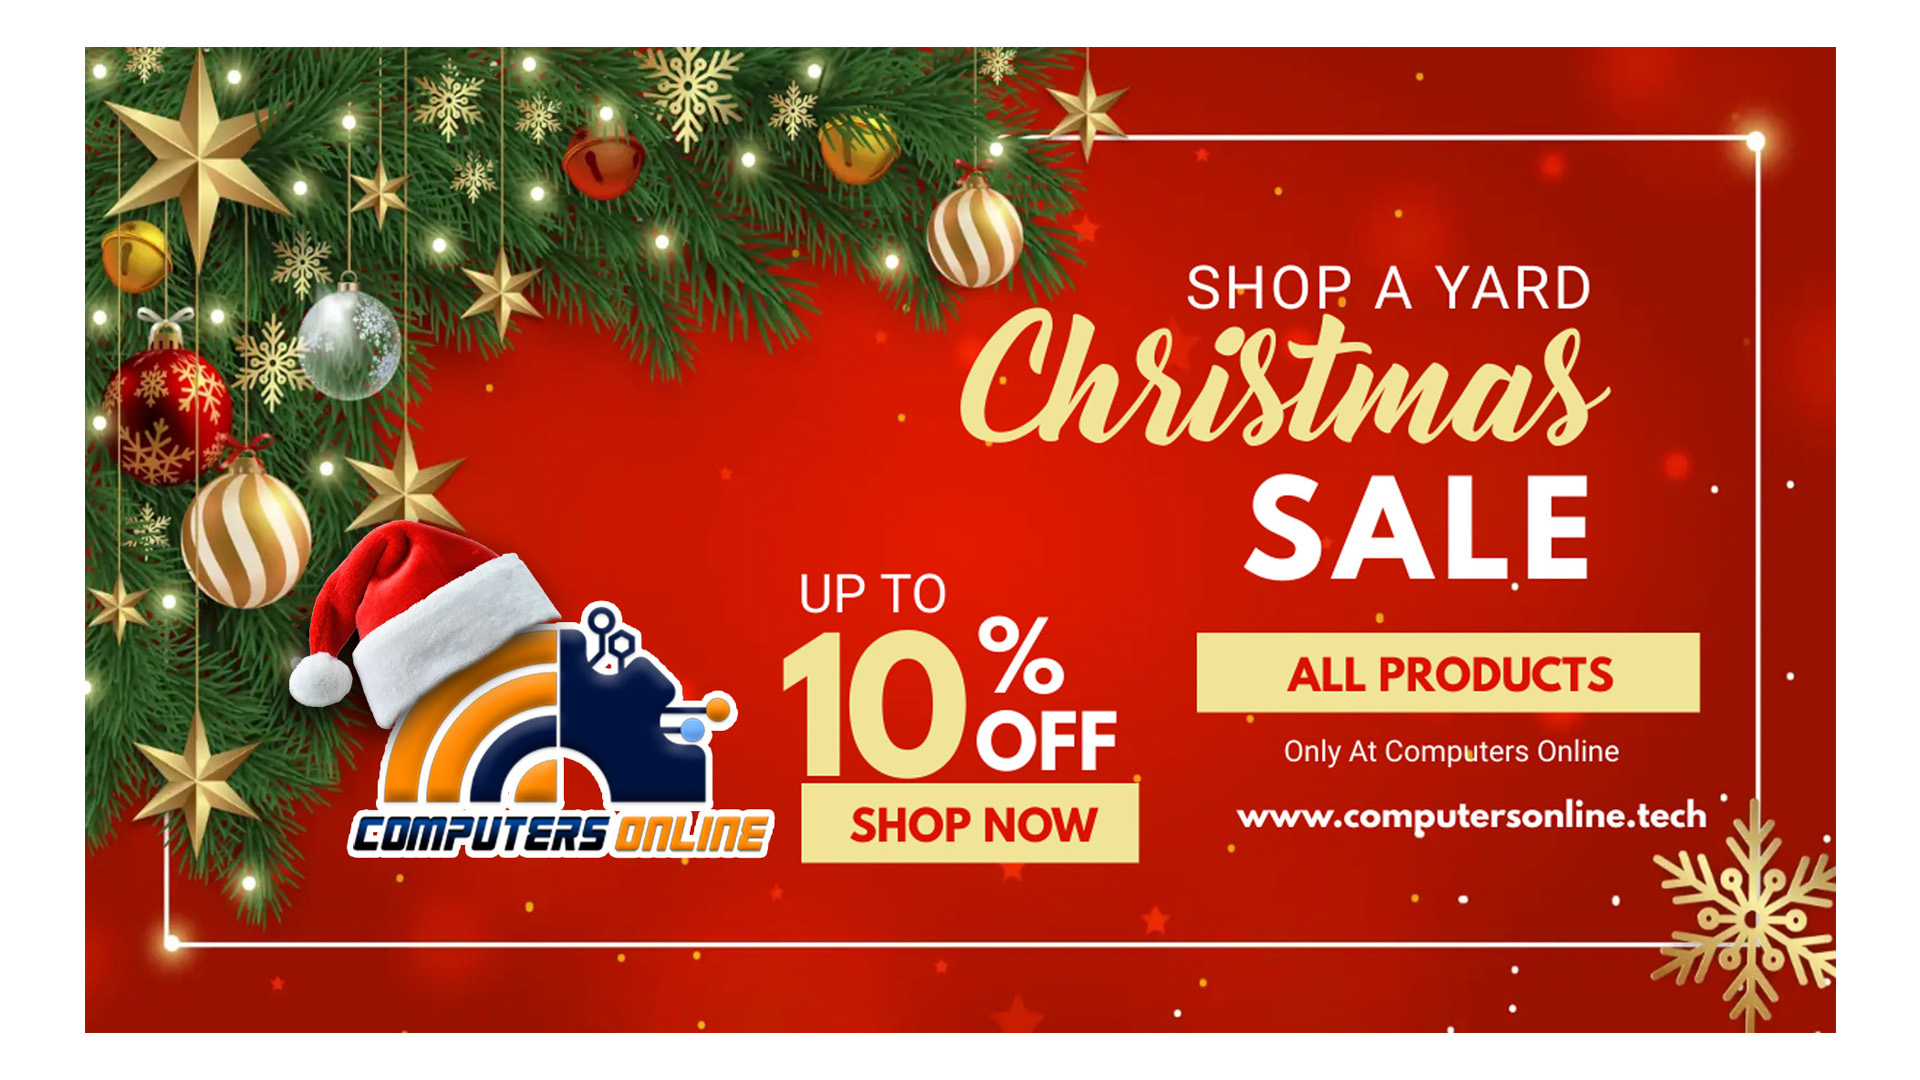 SHOP A YARD
Christmas
SALE
UP TO
10%
OFF
SHOP NOW
ALL PRODUCTS
Only At Computers Online
www.computersonline.tech
COMPUTERS ONLINE